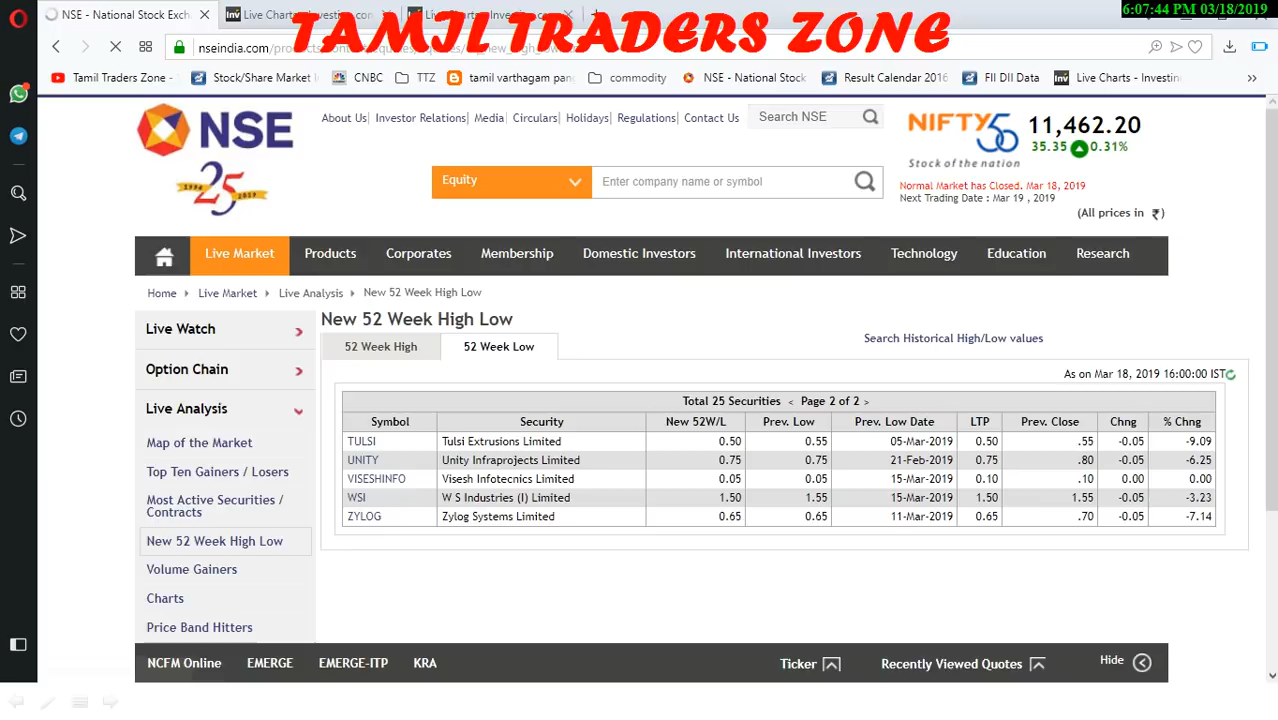 NSE - National Stock Exch
Live Charts - Investing.com
TAMIL TRADERS ZONE
6:07:44 PM 03/18/2019
nseindia.com/
Tamil Traders Zone -
Stock/Share Market
CNBC
TTZ
tamil varthagam pan
commodity
NSE - National Stock
Result Calendar 2016
FII DII Data
Live Charts - Investin
NSE
1994 25 2019
About Us| Investor Relations| Media| Circulars| Holidays| Regulations| Contact Us
Search NSE
NIFTY50
Stock of the nation
11,462.20
35.35 0.31%
Equity
Enter company name or symbol
Normal Market has Closed. Mar 18, 2019
Next Trading Date : Mar 19 , 2019
(All prices in ₹)
Live Market Products Corporates Membership Domestic Investors International Investors Technology Education Research
Home Live Market Live Analysis New 52 Week High Low
Live Watch
Option Chain
Live Analysis
Map of the Market
Top Ten Gainers / Losers
Most Active Securities /
Contracts
New 52 Week High Low
Volume Gainers
Charts
Price Band Hitters
New 52 Week High Low
52 Week High 52 Week Low
Search Historical High/Low values
As on Mar 18, 2019 16:00:00 IST
Total 25 Securities < Page 2 of 2 >
Symbol Security New 52W/L Prev. Low Prev. Low Date LTP Prev. Close Chng % Chng
TULSI Tulsi Extrusions Limited 0.50 0.55 05-Mar-2019 0.50 .55 -0.05 -9.09
UNITY Unity Infraprojects Limited 0.75 0.75 21-Feb-2019 0.75 .80 -0.05 -6.25
VISESHINFO Visesh Infotecnics Limited 0.05 0.05 15-Mar-2019 0.10 .10 0.00 0.00
WSI W S Industries (I) Limited 1.50 1.55 15-Mar-2019 1.50 1.55 -0.05 -3.23
ZYLOG Zylog Systems Limited 0.65 0.65 11-Mar-2019 0.65 .70 -0.05 -7.14
NCFM Online EMERGE EMERGE-ITP KRA
Ticker
Recently Viewed Quotes
Hide